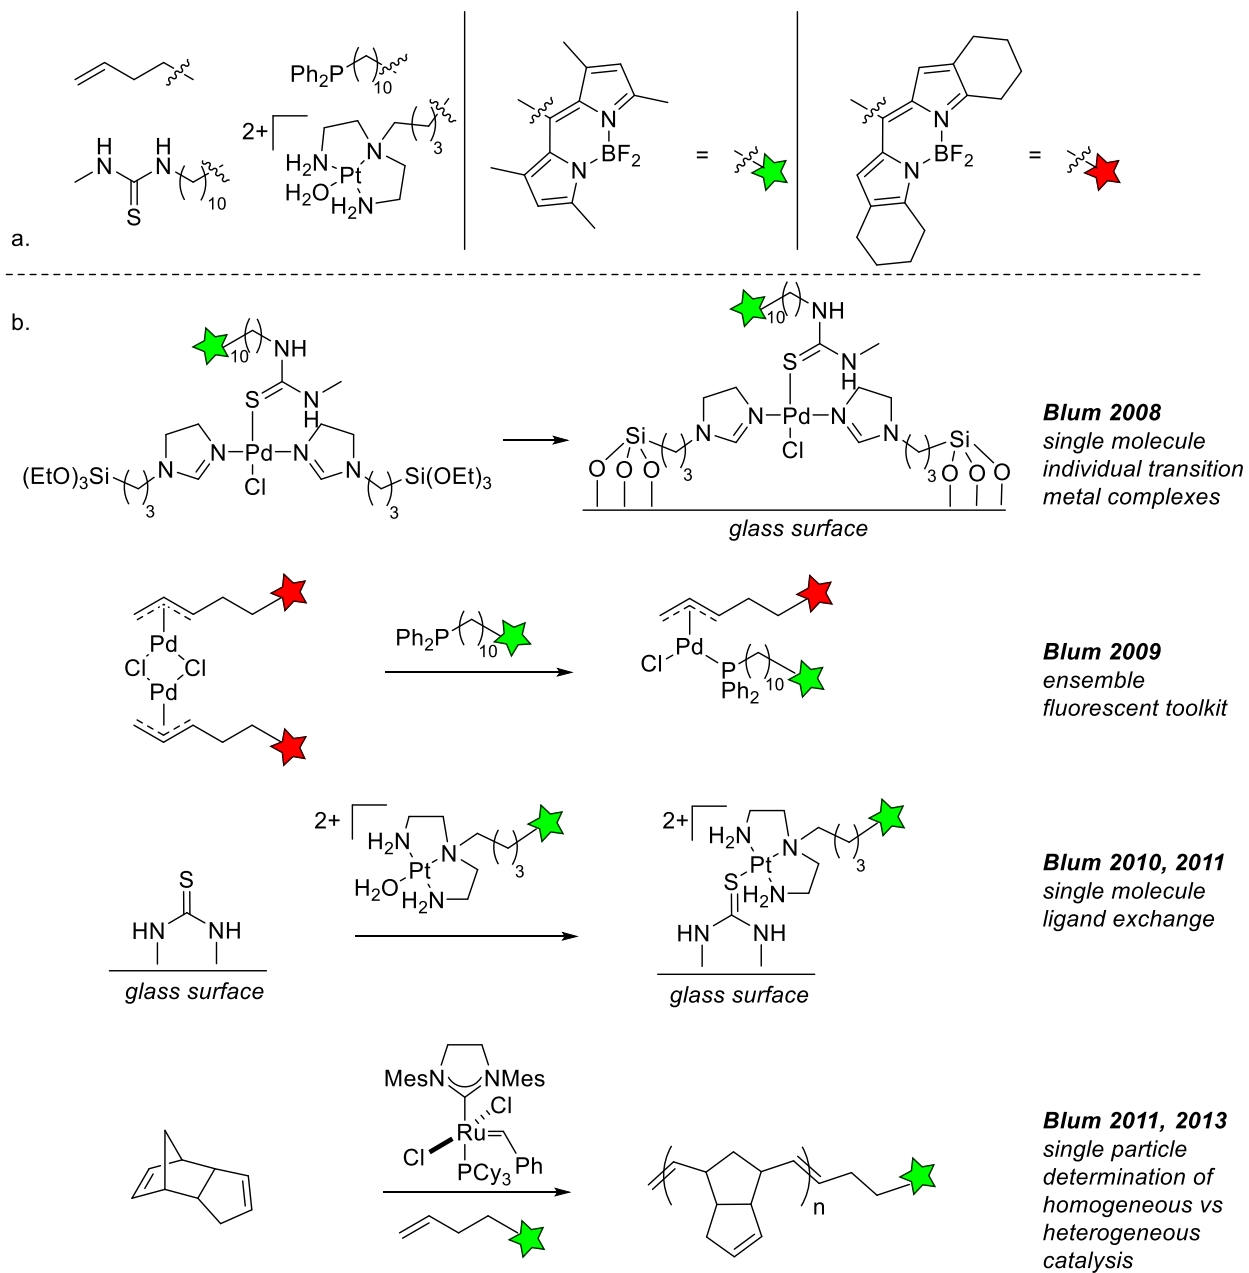 Ph2P
10
H
N
H
N
10
S
2+
3
H2N
N
Pt
H2O
H2N
N
BF2
N
=
N
BF2
N
=
a.
b.
10
NH
S
N
H
N
N
Pd
N
N
Cl
(EtO)3Si
3
3
Si(OEt)3
10
NH
S
N
H
N
N
Pd
N
N
Cl
Si
3
3
Si
O
O
O
O
O
O
glass surface
Blum 2008
single molecule
individual transition
metal complexes
Pd
Cl
Cl
Pd
Ph2P
10
Pd
Cl
P
Ph2
10
Blum 2009
ensemble
fluorescent toolkit
S
HN
NH
glass surface
2+
H2N
N
3
Pt
H2O
H2N
2+
H2N
N
3
Pt
S
H2N
HN
NH
glass surface
Blum 2010, 2011
single molecule
ligand exchange
MesN
NMes
Cl
Ru
Cl
Ph
PCy3
n
Blum 2011, 2013
single particle
determination of
homogeneous vs
heterogeneous
catalysis